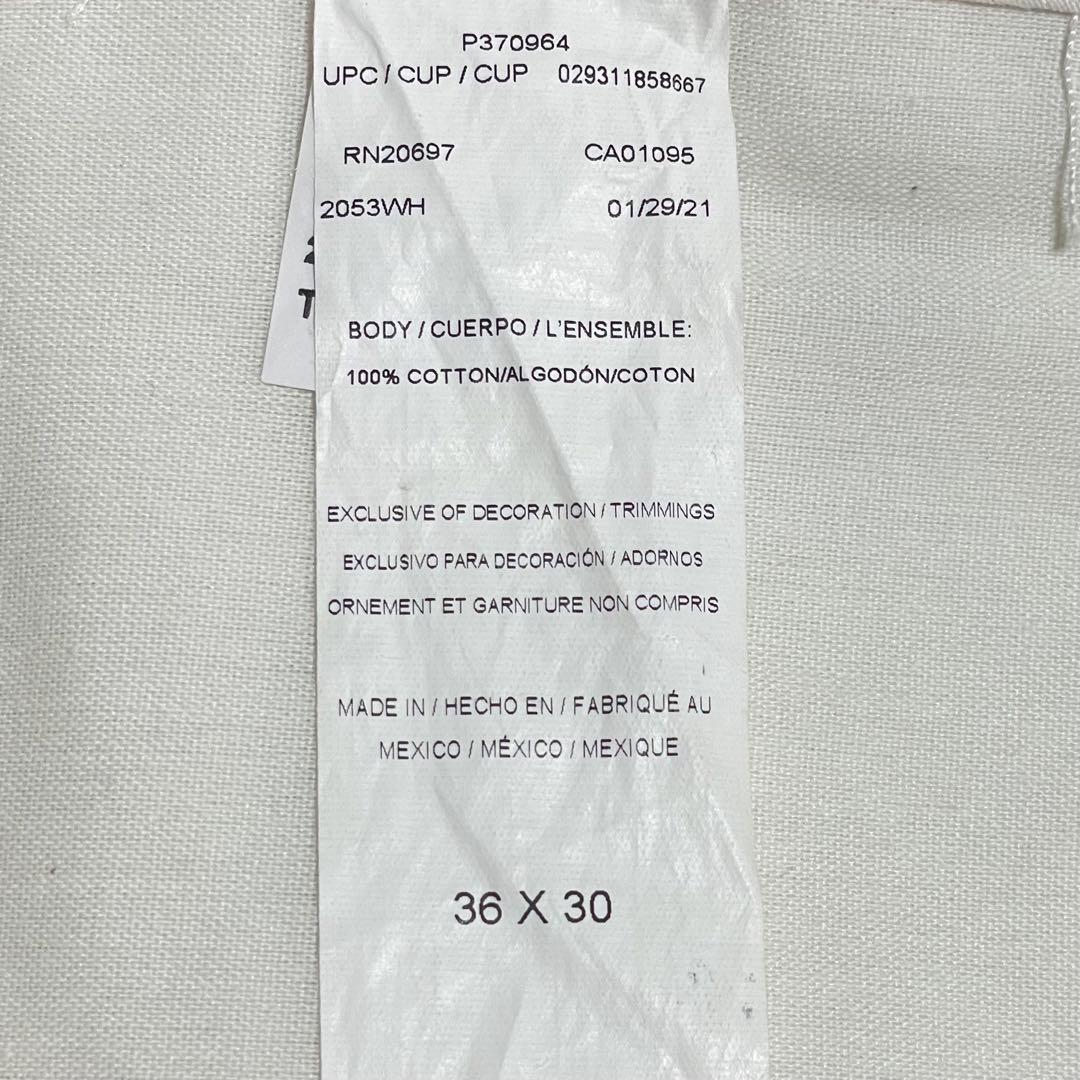 P370964
UPC / CUP / CUP 029311858667
RN20697 CA01095
2053WH 01/29/21
BODY / CUERPO / L'ENSEMBLE:
100% COTTON/ALGODÓN/COTON
EXCLUSIVE OF DECORATION / TRIMMINGS
EXCLUSIVO PARA DECORACIÓN / ADORNOS
ORNEMENT ET GARNITURE NON COMPRIS
MADE IN / HECHO EN / FABRIQUÉ AU
MEXICO / MÉXICO / MEXIQUE
36 X 30